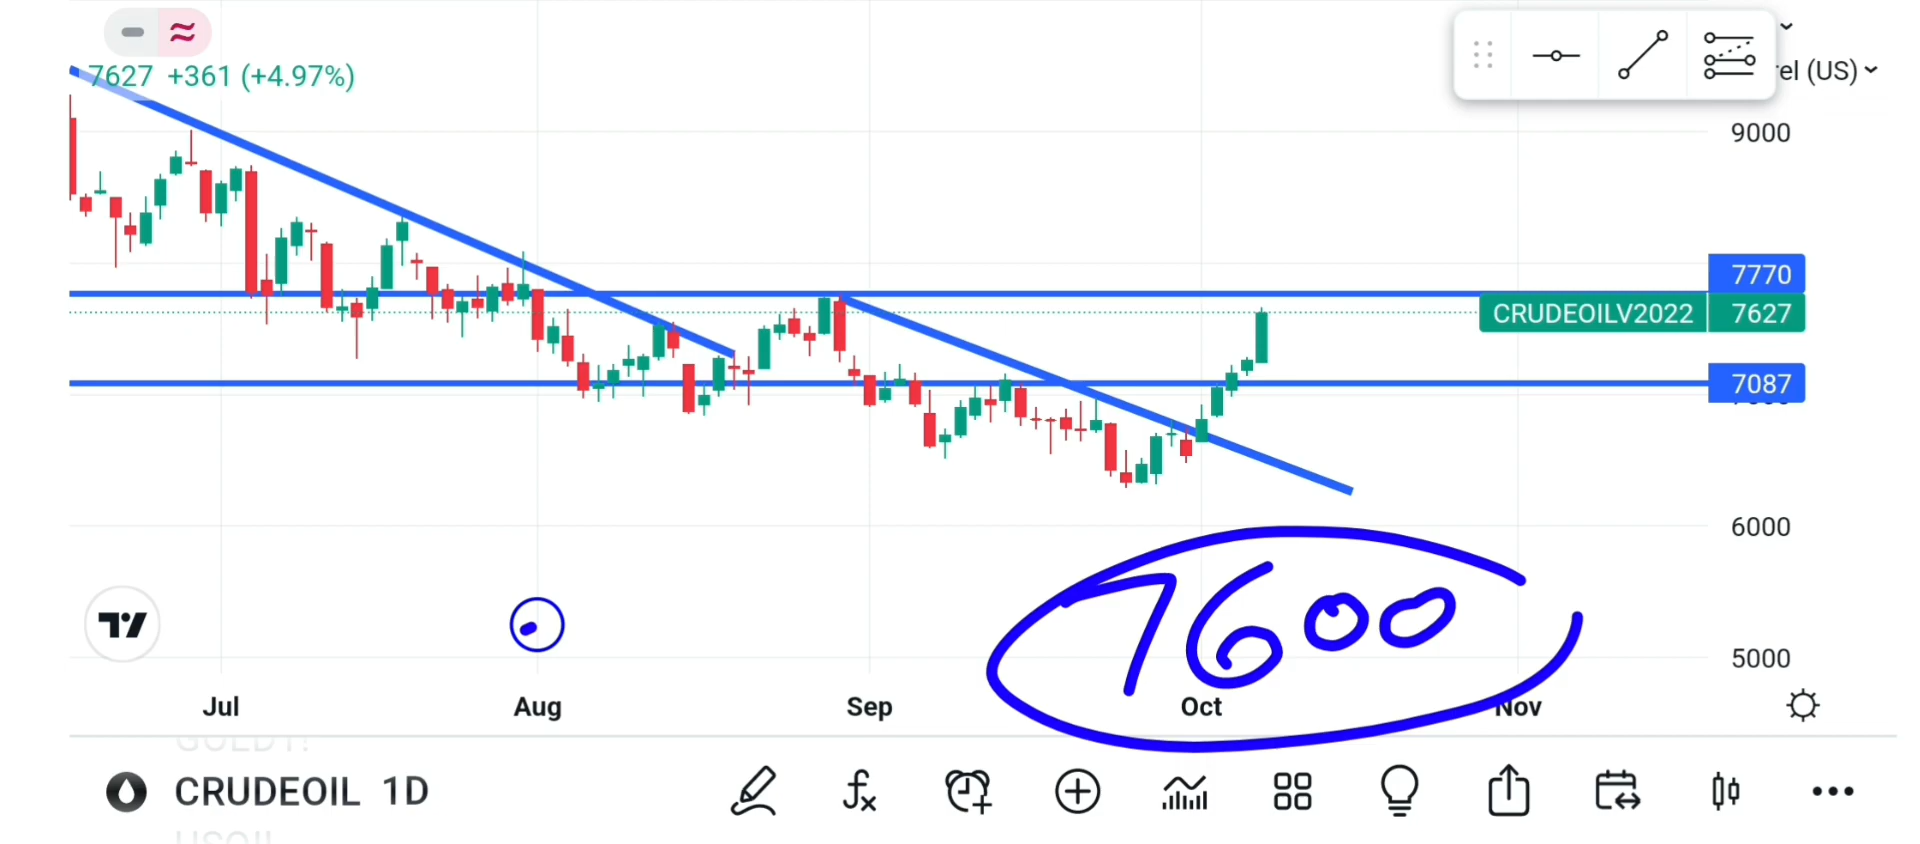 7627 +361 (+4.97%)
rel (US)
9000
7770
CRUDEOILV2022 7627
7087
6000
7600
5000
Jul Aug Sep Oct Nov
CRUDEOIL 1D